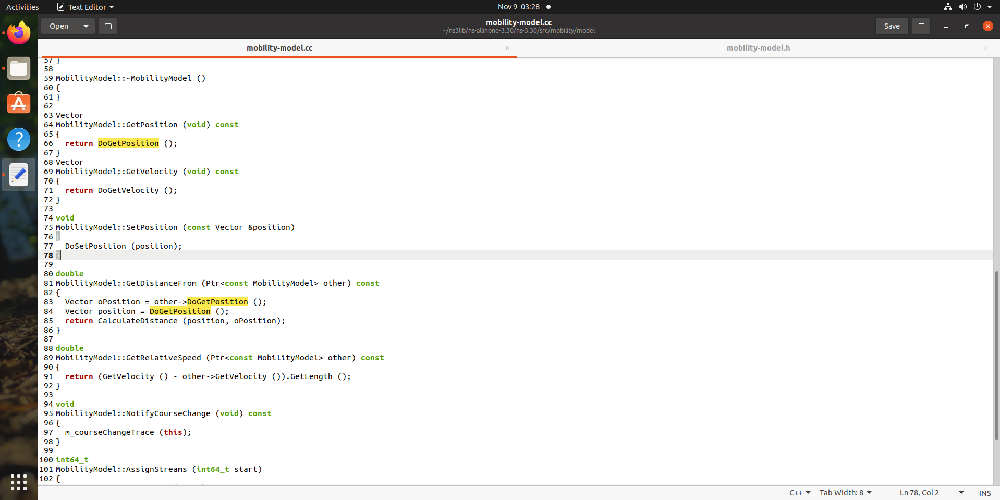 Activities Text Editor Nov 9 03:28
Open mobility-model.cc Save
~/ns3lib/ns-allinone-3.30/ns-3.30/src/mobility/model
mobility-model.cc mobility-model.h
57 }
58
59 MobilityModel::~MobilityModel ()
60 {
61 }
62
63 Vector
64 MobilityModel::GetPosition (void) const
65 {
66 return DoGetPosition ();
67 }
68 Vector
69 MobilityModel::GetVelocity (void) const
70 {
71 return DoGetVelocity ();
72 }
73
74 void
75 MobilityModel::SetPosition (const Vector &position)
76 {
77 DoSetPosition (position);
78 }
79
80 double
81 MobilityModel::GetDistanceFrom (Ptr<const MobilityModel> other) const
82 {
83 Vector oPosition = other->DoGetPosition ();
84 Vector position = DoGetPosition ();
85 return CalculateDistance (position, oPosition);
86 }
87
88 double
89 MobilityModel::GetRelativeSpeed (Ptr<const MobilityModel> other) const
90 {
91 return (GetVelocity () - other->GetVelocity ()).GetLength ();
92 }
93
94 void
95 MobilityModel::NotifyCourseChange (void) const
96 {
97 m_courseChangeTrace (this);
98 }
99
100 int64_t
101 MobilityModel::AssignStreams (int64_t start)
102 {
C++ Tab Width: 8 Ln 78, Col 2 INS